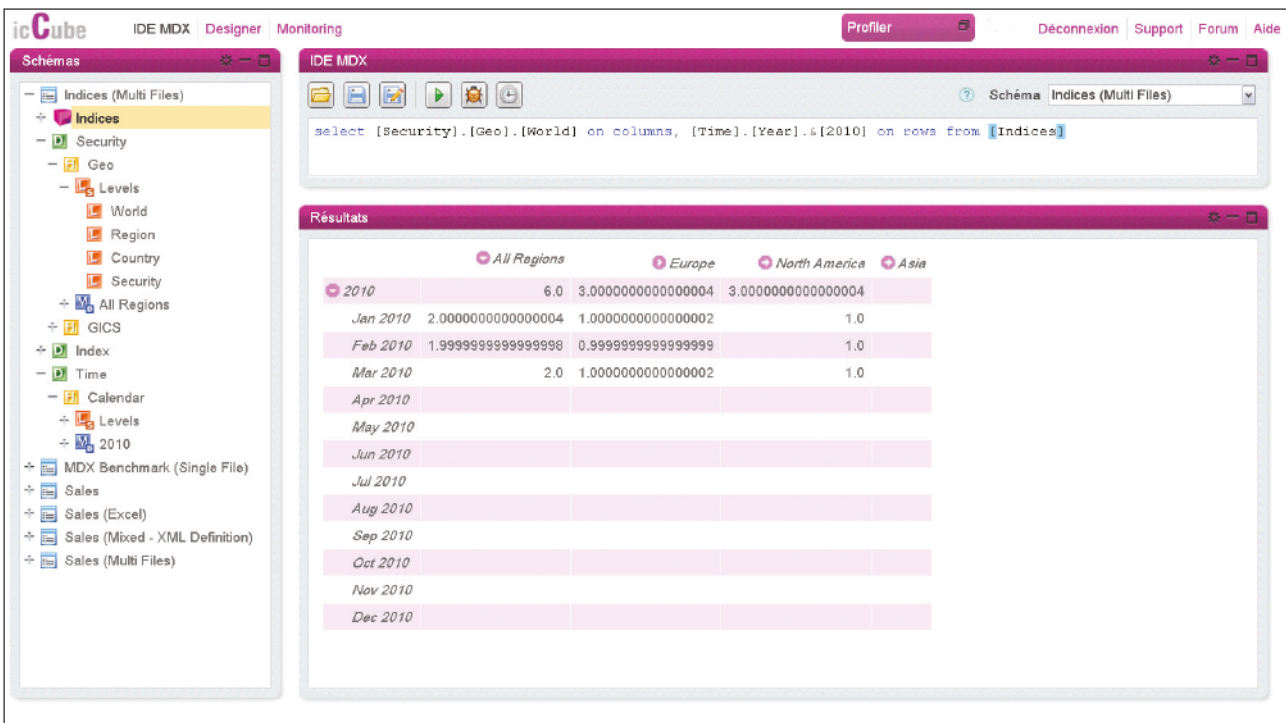 icCube IDE MDX Designer Monitoring Profiler Déconnexion Support Forum Aide
Schémas
Indices (Multi Files)
Indices
Security
Geo
Levels
World
Region
Country
Security
All Regions
GICS
Index
Time
Calendar
Levels
2010
MDX Benchmark (Single File)
Sales
Sales (Excel)
Sales (Mixed - XML Definition)
Sales (Multi Files)
IDE MDX
Schéma Indices (Multi Files)
select [Security].[Geo].[World] on columns, [Time].[Year].&[2010] on rows from [Indices]
Résultats
All Regions Europe North America Asia
2010 6.0 3.0000000000000004 3.0000000000000004
Jan 2010 2.0000000000000004 1.0000000000000002 1.0
Feb 2010 1.9999999999999998 0.9999999999999999 1.0
Mar 2010 2.0 1.0000000000000002 1.0
Apr 2010
May 2010
Jun 2010
Jul 2010
Aug 2010
Sep 2010
Oct 2010
Nov 2010
Dec 2010